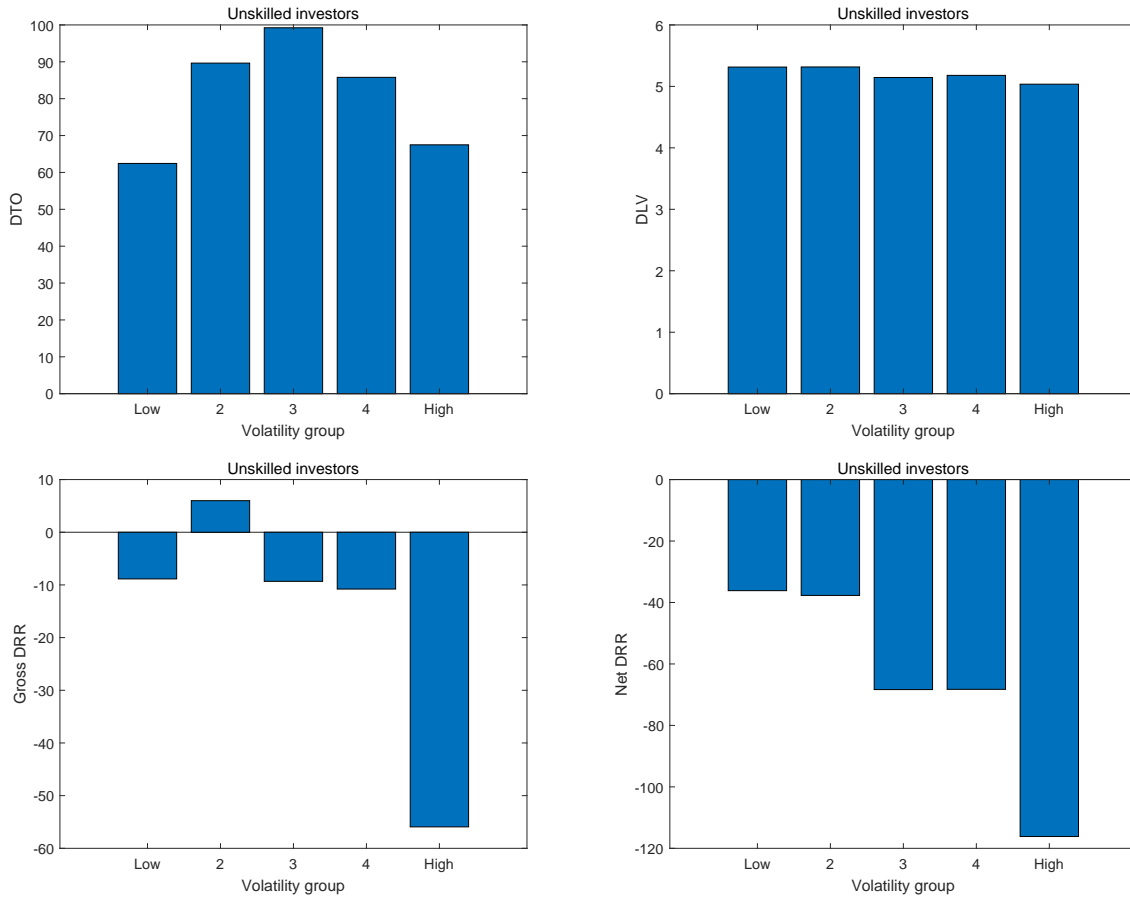 Unskilled investors
100
90
80
70
60
50
40
30
20
10
0
DTO
Low 2 3 4 High
Volatility group
Unskilled investors
6
5
4
3
2
1
0
DLV
Low 2 3 4 High
Volatility group
Unskilled investors
10
0
-10
-20
-30
-40
-50
-60
Gross DRR
Low 2 3 4 High
Volatility group
Unskilled investors
0
-20
-40
-60
-80
-100
-120
Net DRR
Low 2 3 4 High
Volatility group